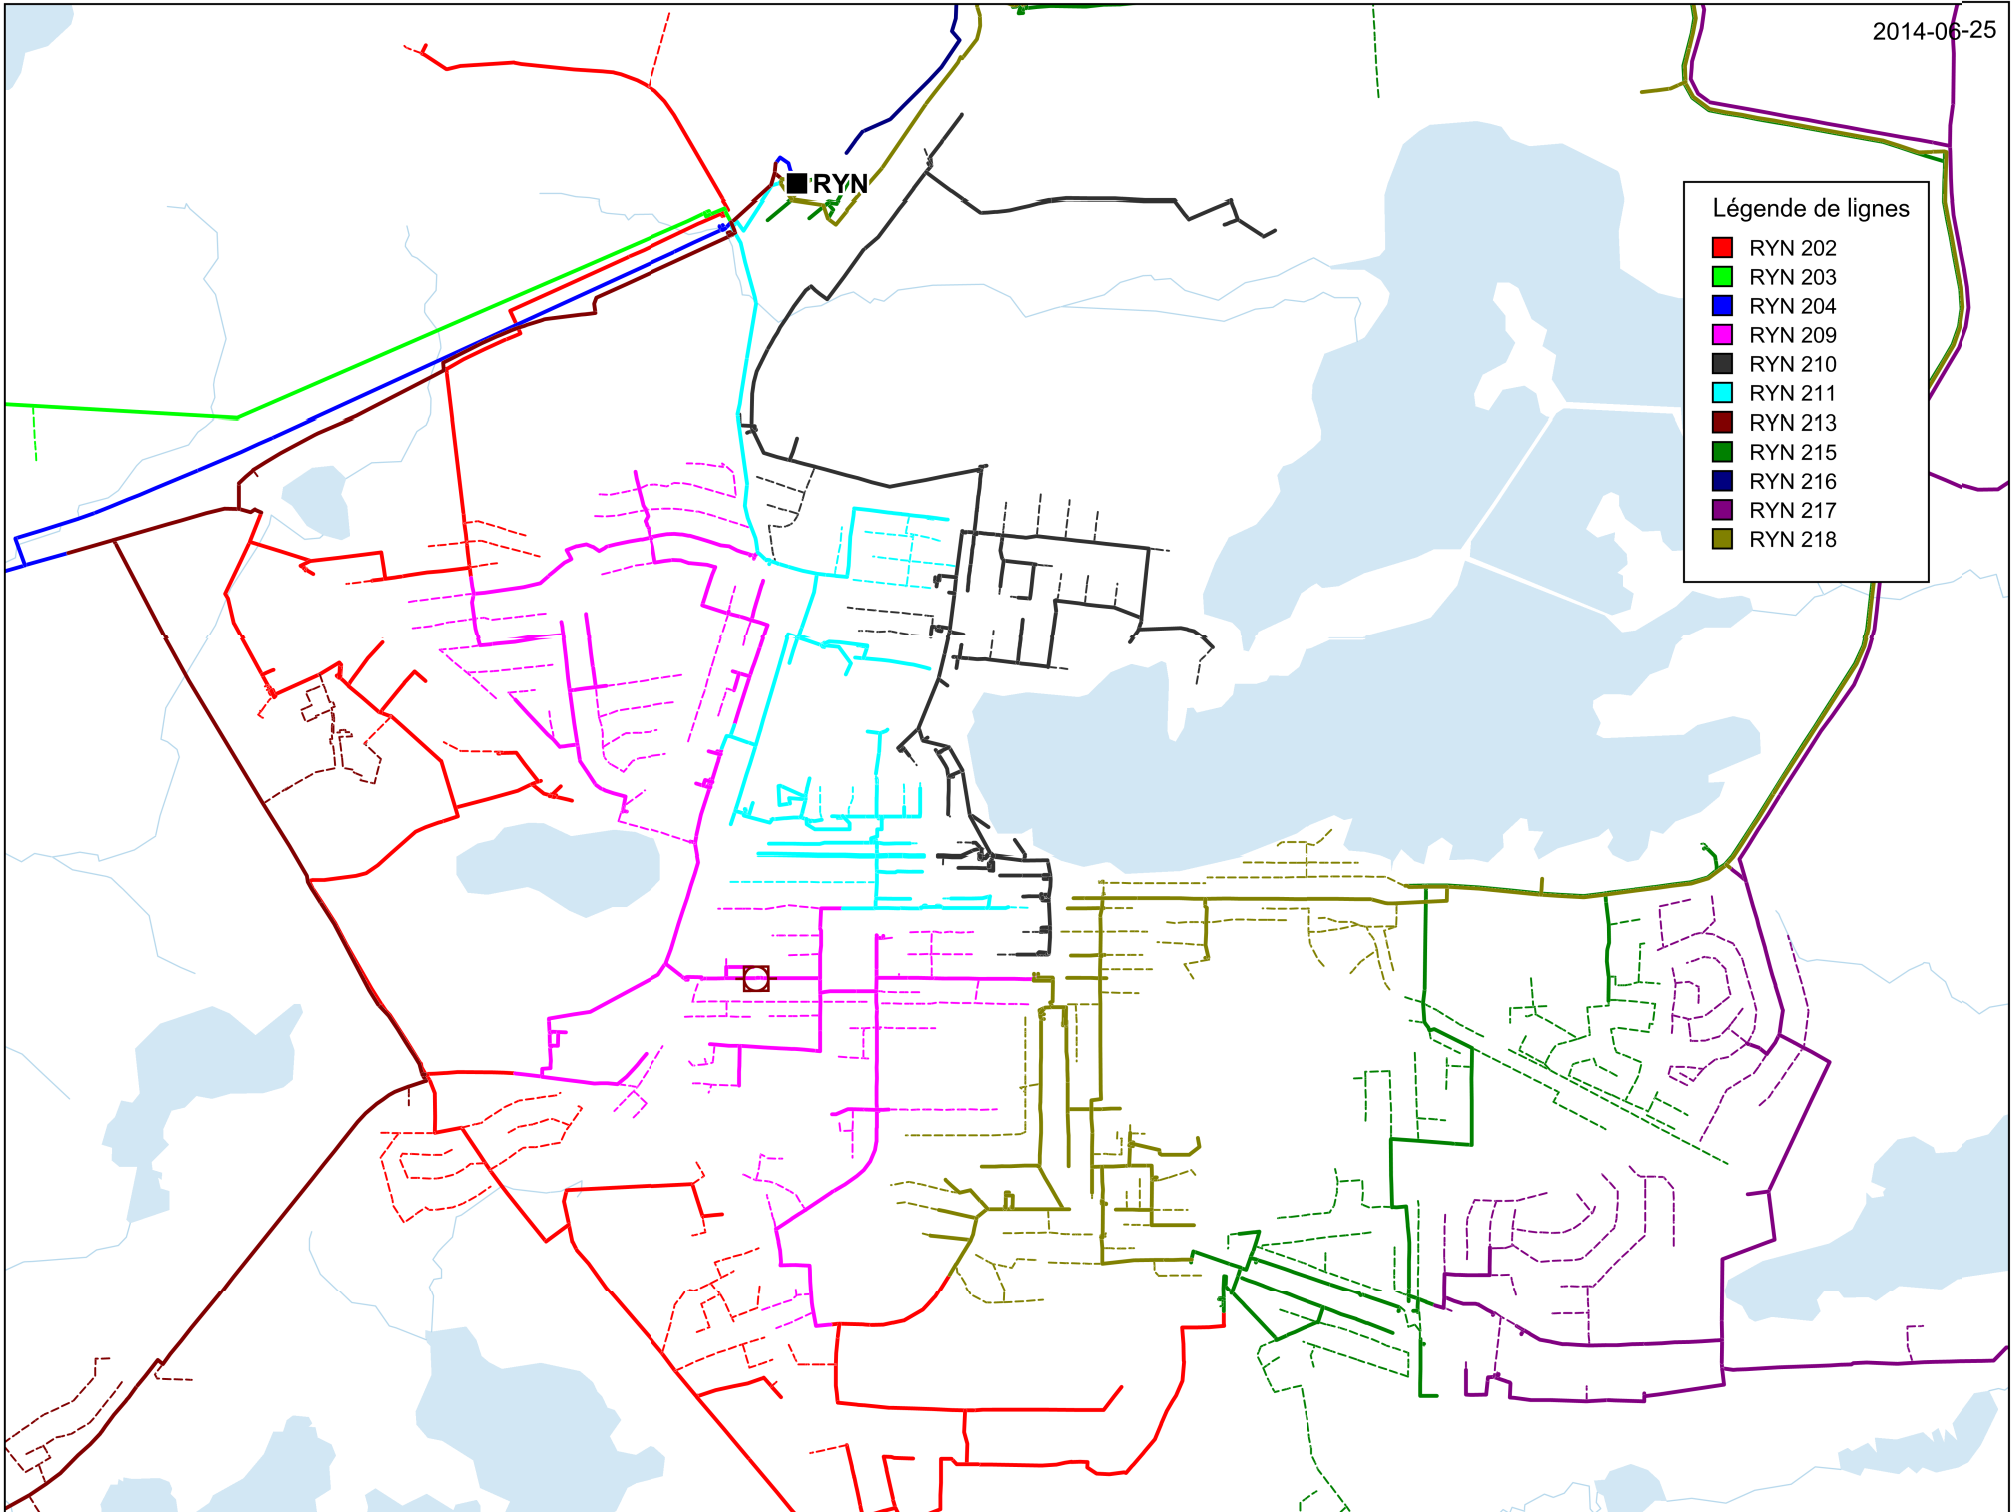 2014-06-25
RYN
Légende de lignes
RYN 202
RYN 203
RYN 204
RYN 209
RYN 210
RYN 211
RYN 213
RYN 215
RYN 216
RYN 217
RYN 218